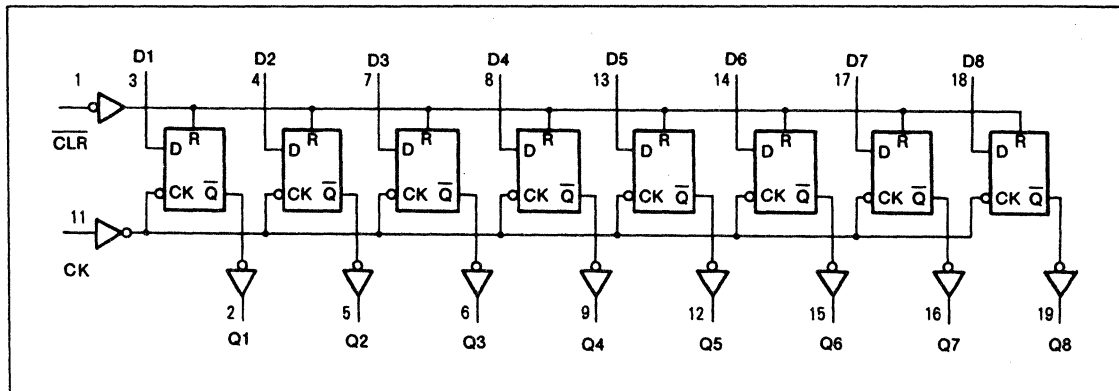 D1 D2 D3 D4 D5 D6 D7 D8
1 3 4 7 8 13 14 17 18
CLR
R R R R R R R R
D D D D D D D D
CK Q̅ CK Q̅ CK Q̅ CK Q̅ CK Q̅ CK Q̅ CK Q̅ CK Q̅
11
CK
2 5 6 9 12 15 16 19
Q1 Q2 Q3 Q4 Q5 Q6 Q7 Q8